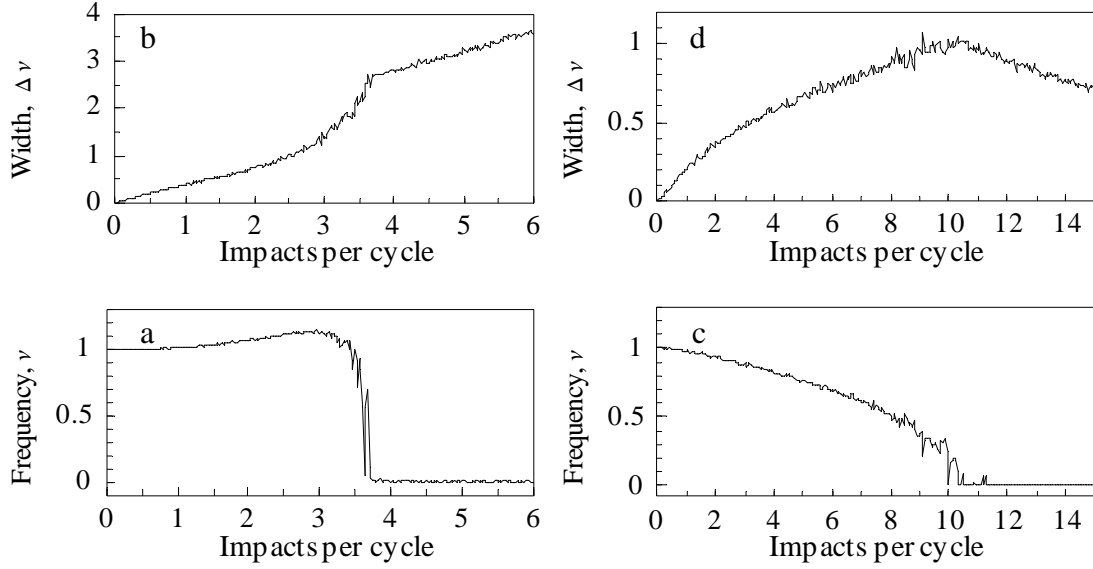 b
Width, Δν
4
3
2
1
0
0 1 2 3 4 5 6
Impacts per cycle
d
Width, Δν
1
0.5
0
0 2 4 6 8 10 12 14
Impacts per cycle
a
Frequency, ν
1
0.5
0
0 1 2 3 4 5 6
Impacts per cycle
c
Frequency, ν
1
0.5
0
0 2 4 6 8 10 12 14
Impacts per cycle